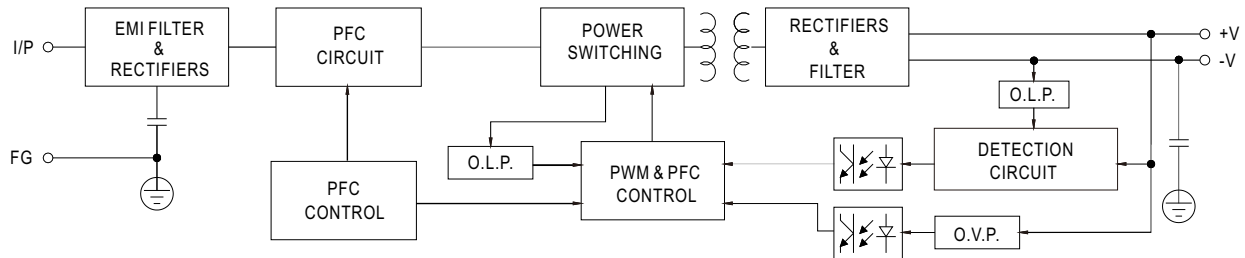 I/P
EMI FILTER
&
RECTIFIERS
PFC
CIRCUIT
POWER
SWITCHING
RECTIFIERS
&
FILTER
+V
-V
O.L.P.
FG
O.L.P.
PFC
CONTROL
PWM & PFC
CONTROL
DETECTION
CIRCUIT
O.V.P.